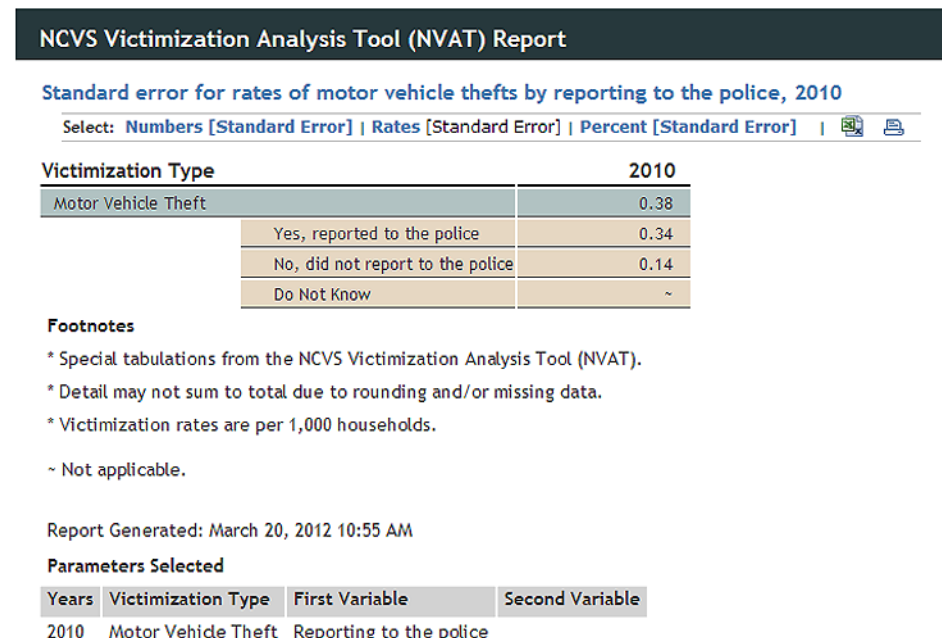 NCVS Victimization Analysis Tool (NVAT) Report
Standard error for rates of motor vehicle thefts by reporting to the police, 2010
Select: Numbers [Standard Error] | Rates [Standard Error] | Percent [Standard Error] |
Victimization Type 2010
Motor Vehicle Theft 0.38
Yes, reported to the police 0.34
No, did not report to the police 0.14
Do Not Know ~
Footnotes
* Special tabulations from the NCVS Victimization Analysis Tool (NVAT).
* Detail may not sum to total due to rounding and/or missing data.
* Victimization rates are per 1,000 households.
~ Not applicable.
Report Generated: March 20, 2012 10:55 AM
Parameters Selected
Years Victimization Type First Variable Second Variable
2010 Motor Vehicle Theft Reporting to the police